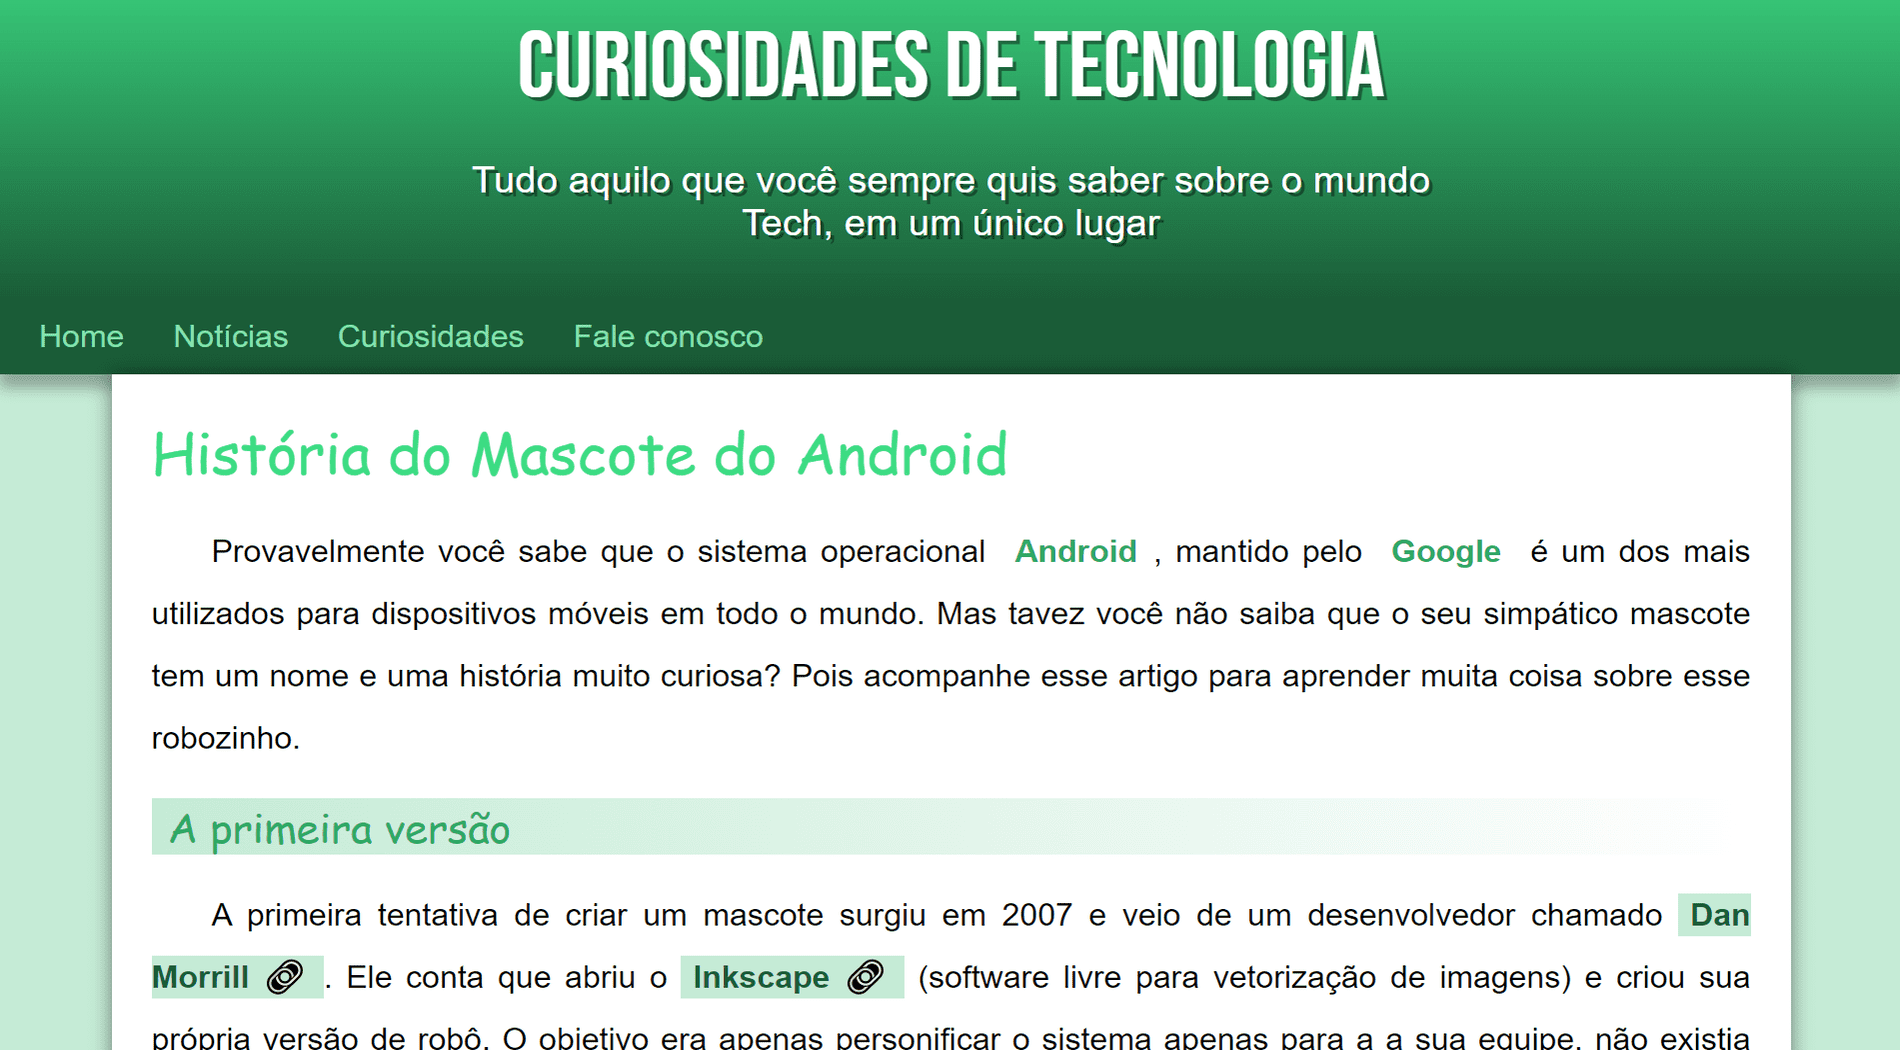 CURIOSIDADES DE TECNOLOGIA
Tudo aquilo que você sempre quis saber sobre o mundo
Tech, em um único lugar
Home Notícias Curiosidades Fale conosco
História do Mascote do Android
Provavelmente você sabe que o sistema operacional Android , mantido pelo Google é um dos mais
utilizados para dispositivos móveis em todo o mundo. Mas tavez você não saiba que o seu simpático mascote
tem um nome e uma história muito curiosa? Pois acompanhe esse artigo para aprender muita coisa sobre esse
robozinho.
A primeira versão
A primeira tentativa de criar um mascote surgiu em 2007 e veio de um desenvolvedor chamado Dan
Morrill . Ele conta que abriu o Inkscape (software livre para vetorização de imagens) e criou sua
própria versão de robô. O objetivo era apenas personificar o sistema apenas para a a sua equipe, não existia